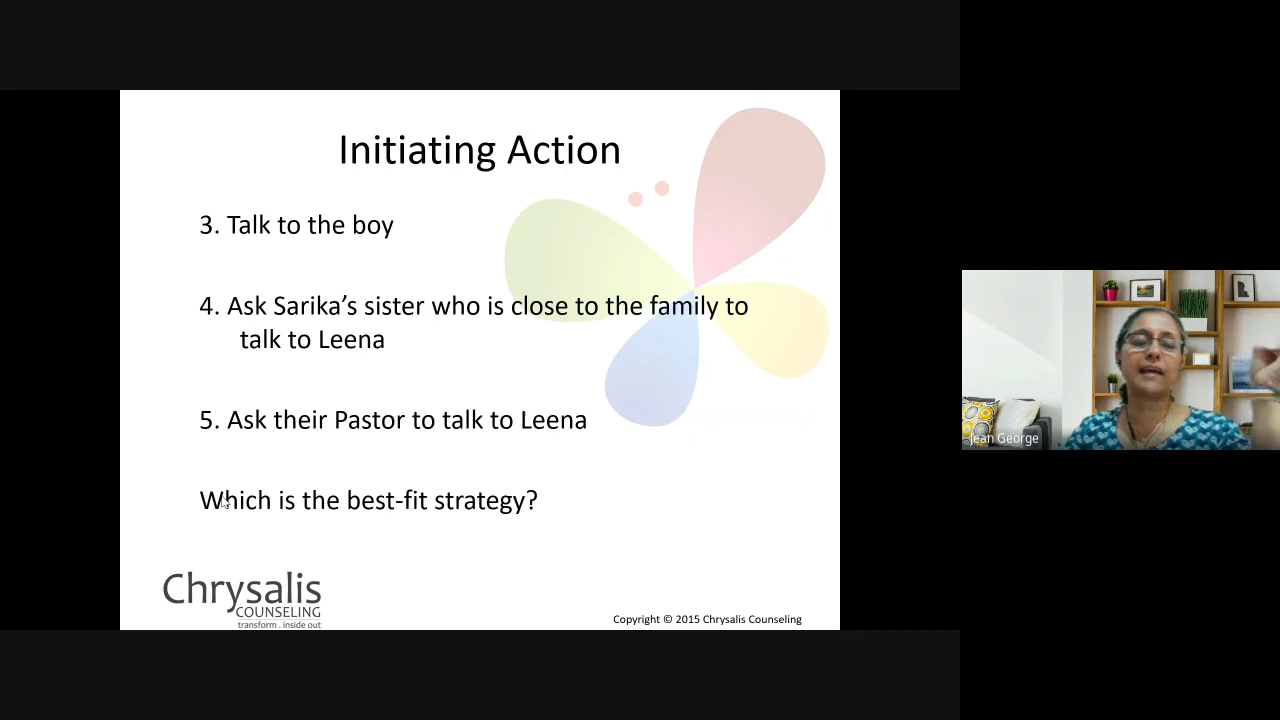 Initiating Action
3. Talk to the boy
4. Ask Sarika’s sister who is close to the family to
talk to Leena
5. Ask their Pastor to talk to Leena
Which is the best-fit strategy?
Chrysalis
COUNSELING
transform . inside out
Copyright © 2015 Chrysalis Counseling
Jean George